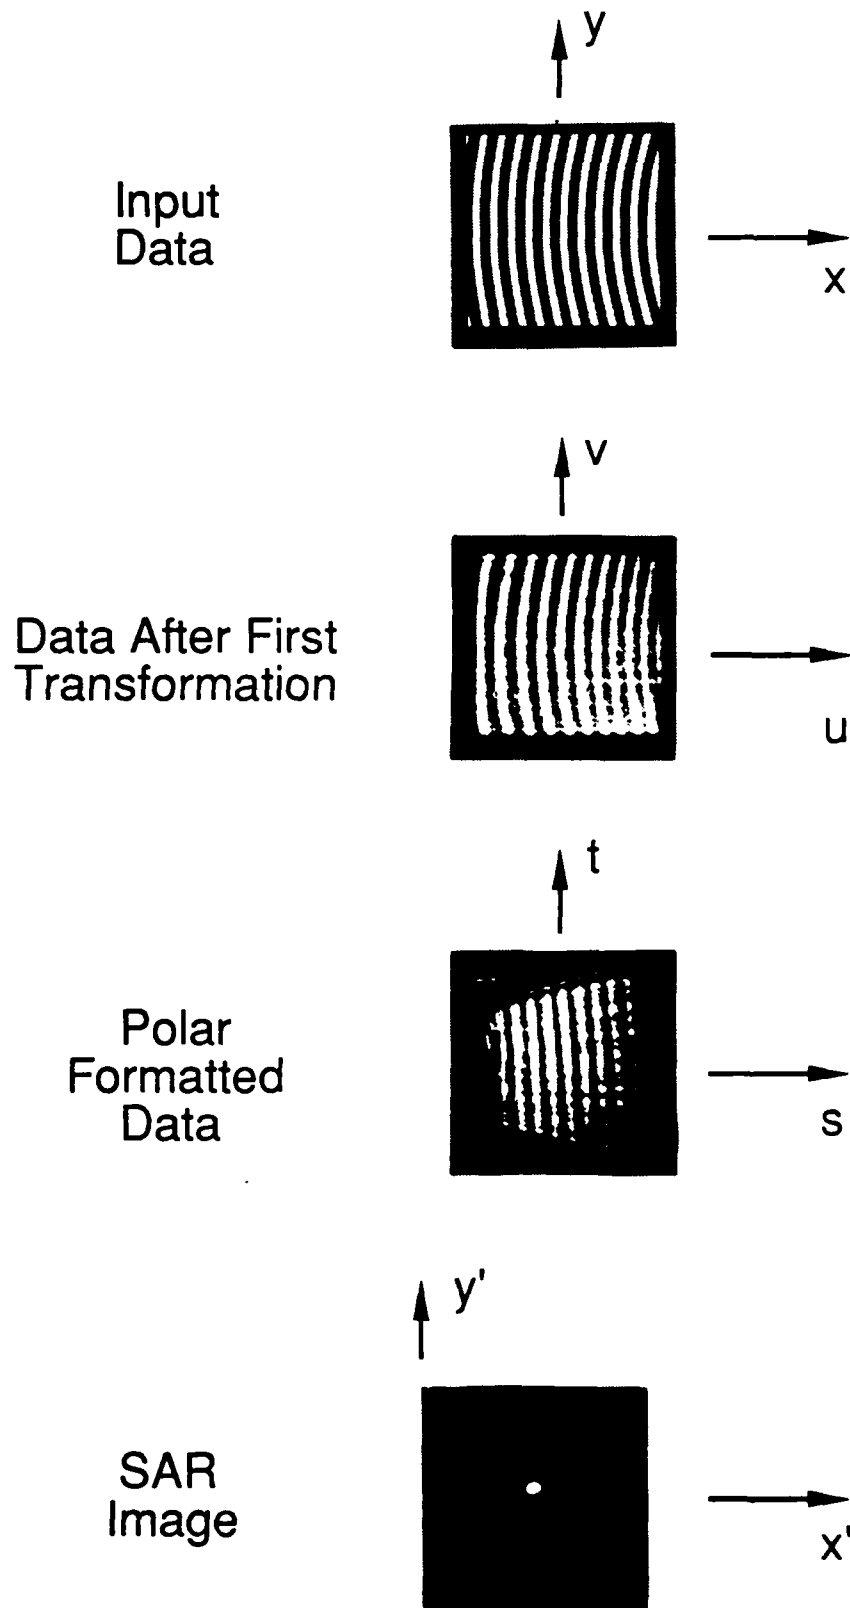 y
Input
Data
x
v
Data After First
Transformation
u
t
Polar
Formatted
Data
s
y'
SAR
Image
x'